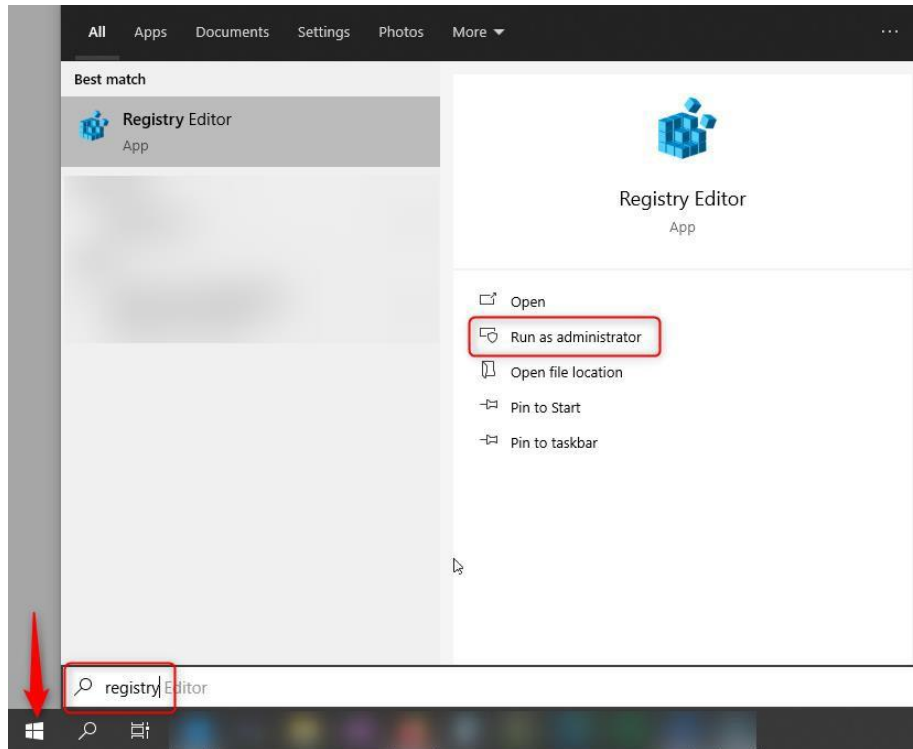 All Apps Documents Settings Photos More ...
Best match
Registry Editor
App
Registry Editor
App
Open
Run as administrator
Open file location
Pin to Start
Pin to taskbar
registry Editor